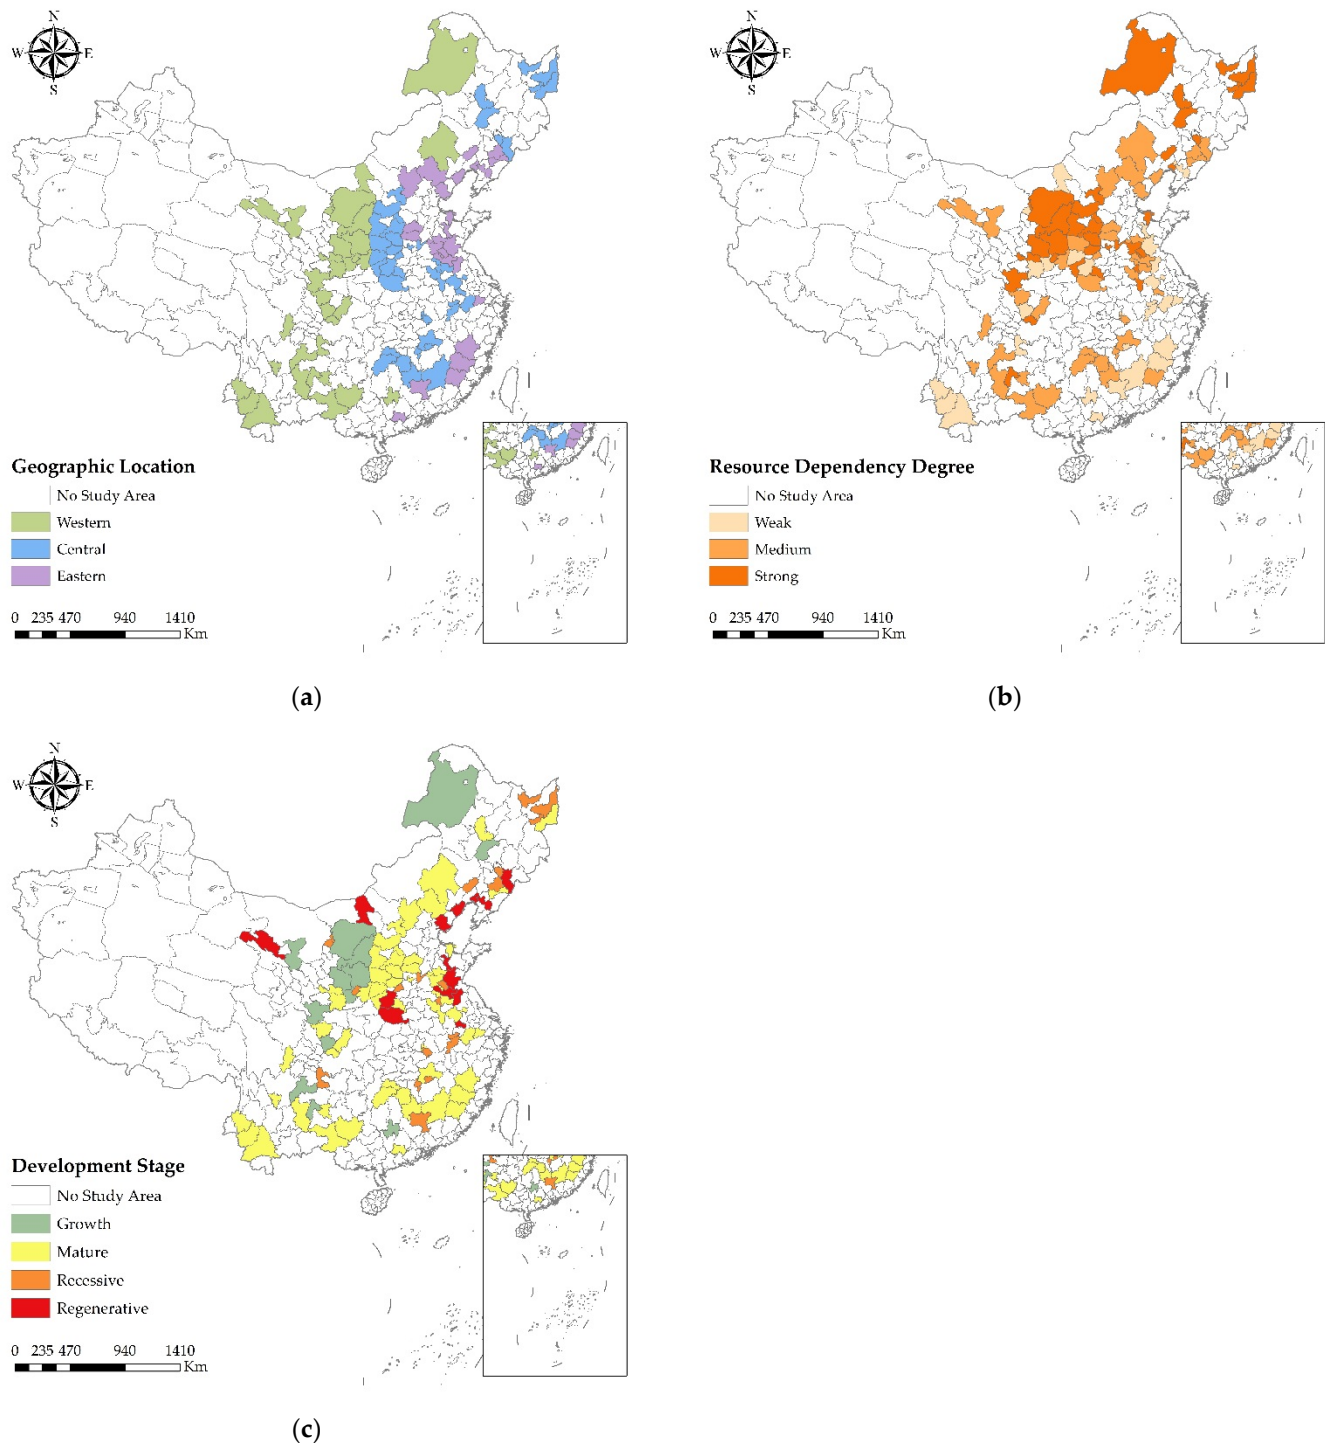 N
W E
S
Geographic Location
No Study Area
Western
Central
Eastern
0 235 470 940 1410
Km
(a)
N
W E
S
Resource Dependency Degree
No Study Area
Weak
Medium
Strong
0 235 470 940 1410
Km
(b)
N
W E
S
Development Stage
No Study Area
Growth
Mature
Recessive
Regenerative
0 235 470 940 1410
Km
(c)